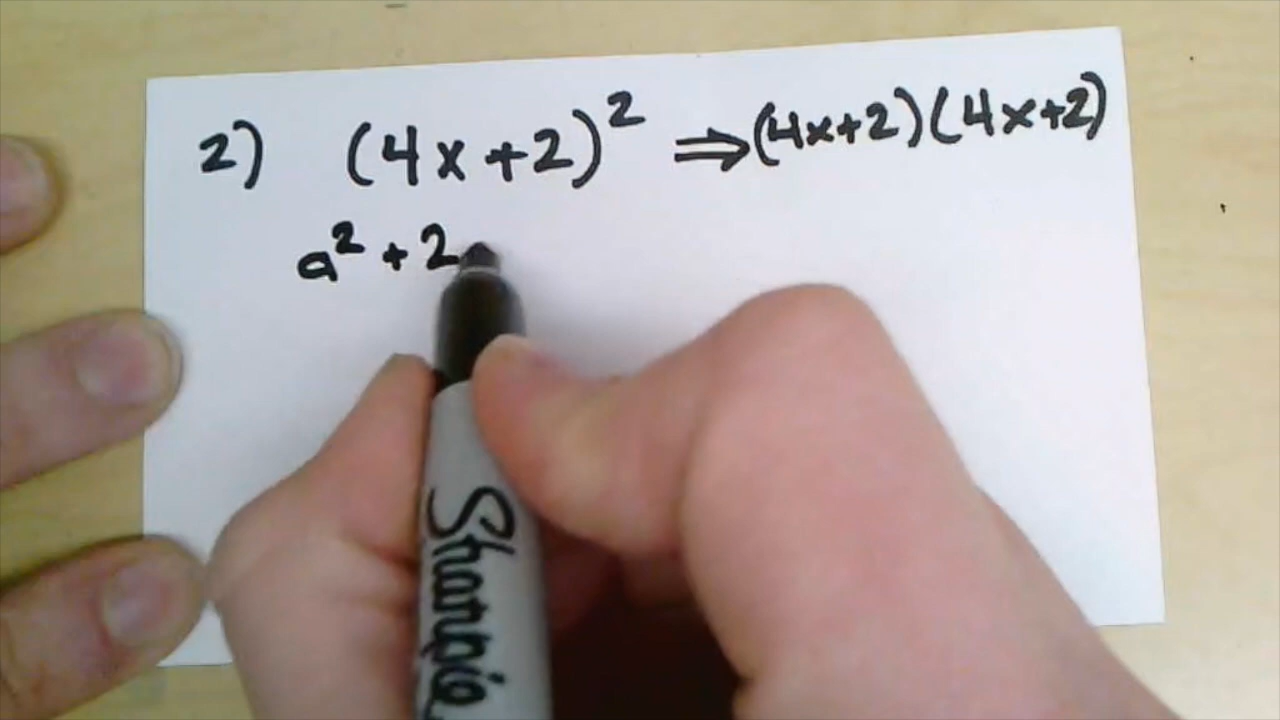 2) (4x+2)² ⇒(4x+2)(4x+2)
a² + 2
Sharpie